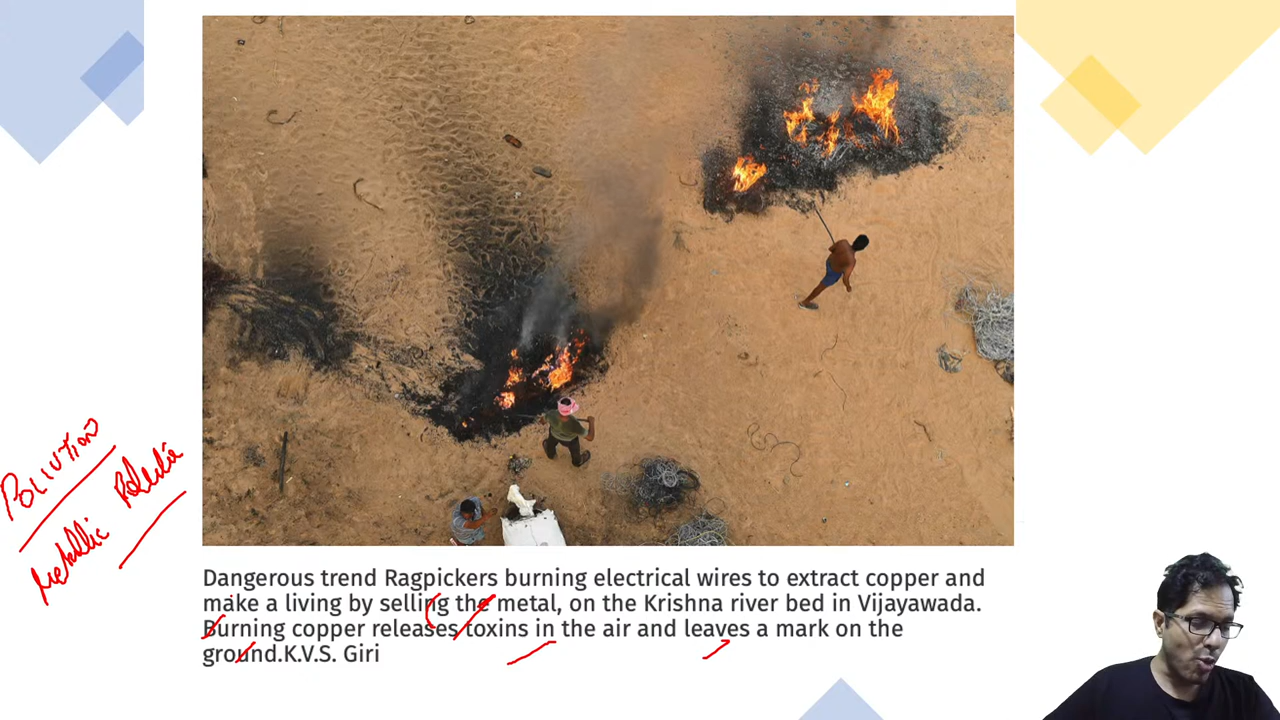 POLLUTION
Metallic
Dangerous trend Ragpickers burning electrical wires to extract copper and
make a living by selling the metal, on the Krishna river bed in Vijayawada.
Burning copper releases toxins in the air and leaves a mark on the
ground.K.V.S. Giri